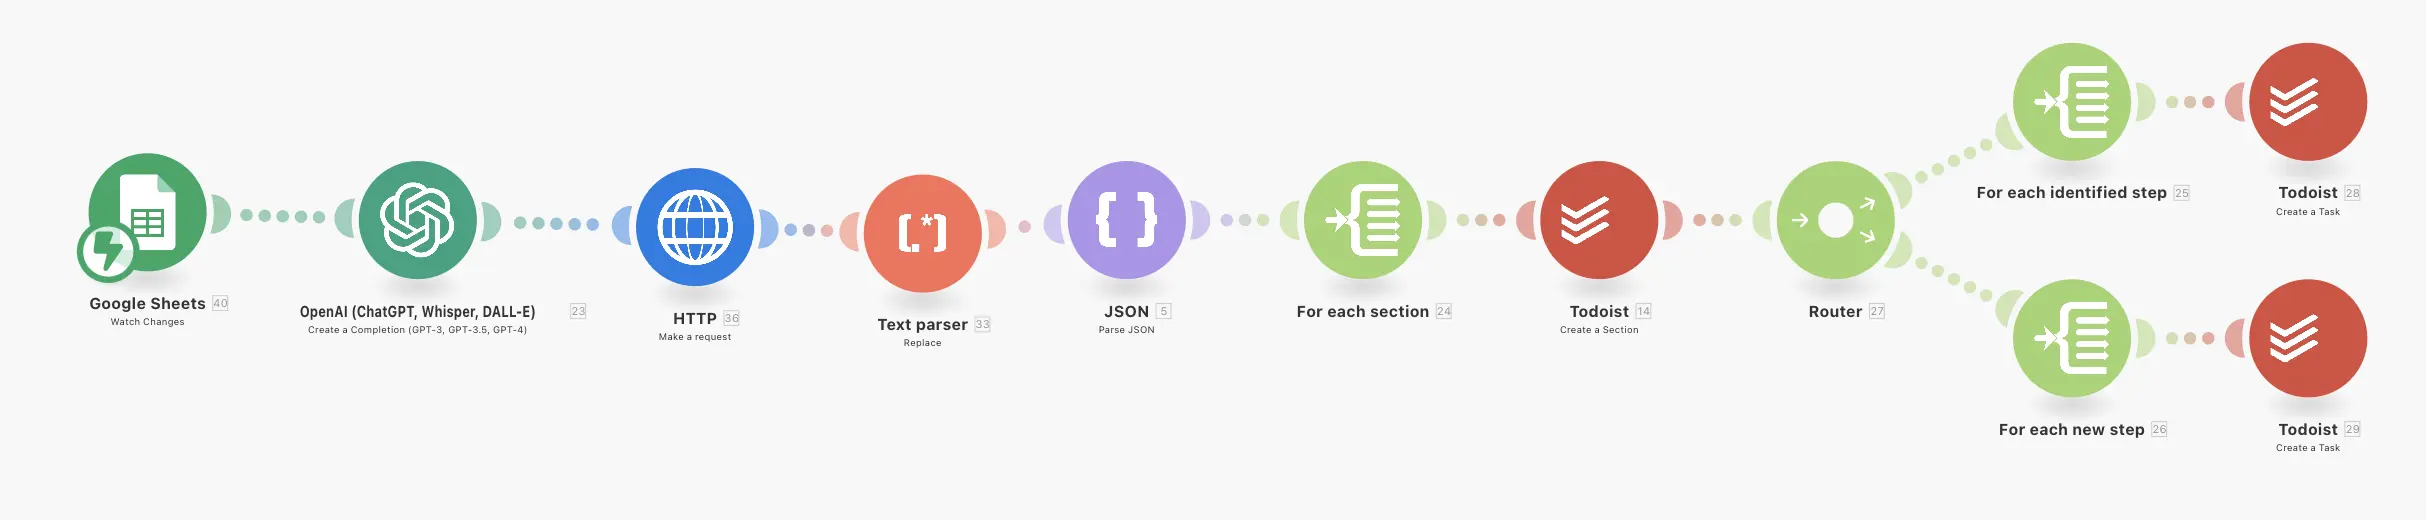 Google Sheets 40
Watch Changes
OpenAI (ChatGPT, Whisper, DALL-E) 23
Create a Completion (GPT-3, GPT-3.5, GPT-4)
HTTP 36
Make a request
Text parser 33
Replace
JSON 5
Parse JSON
For each section 24
Todoist 14
Create a Section
Router 27
For each identified step 25
Todoist 28
Create a Task
For each new step 26
Todoist 29
Create a Task